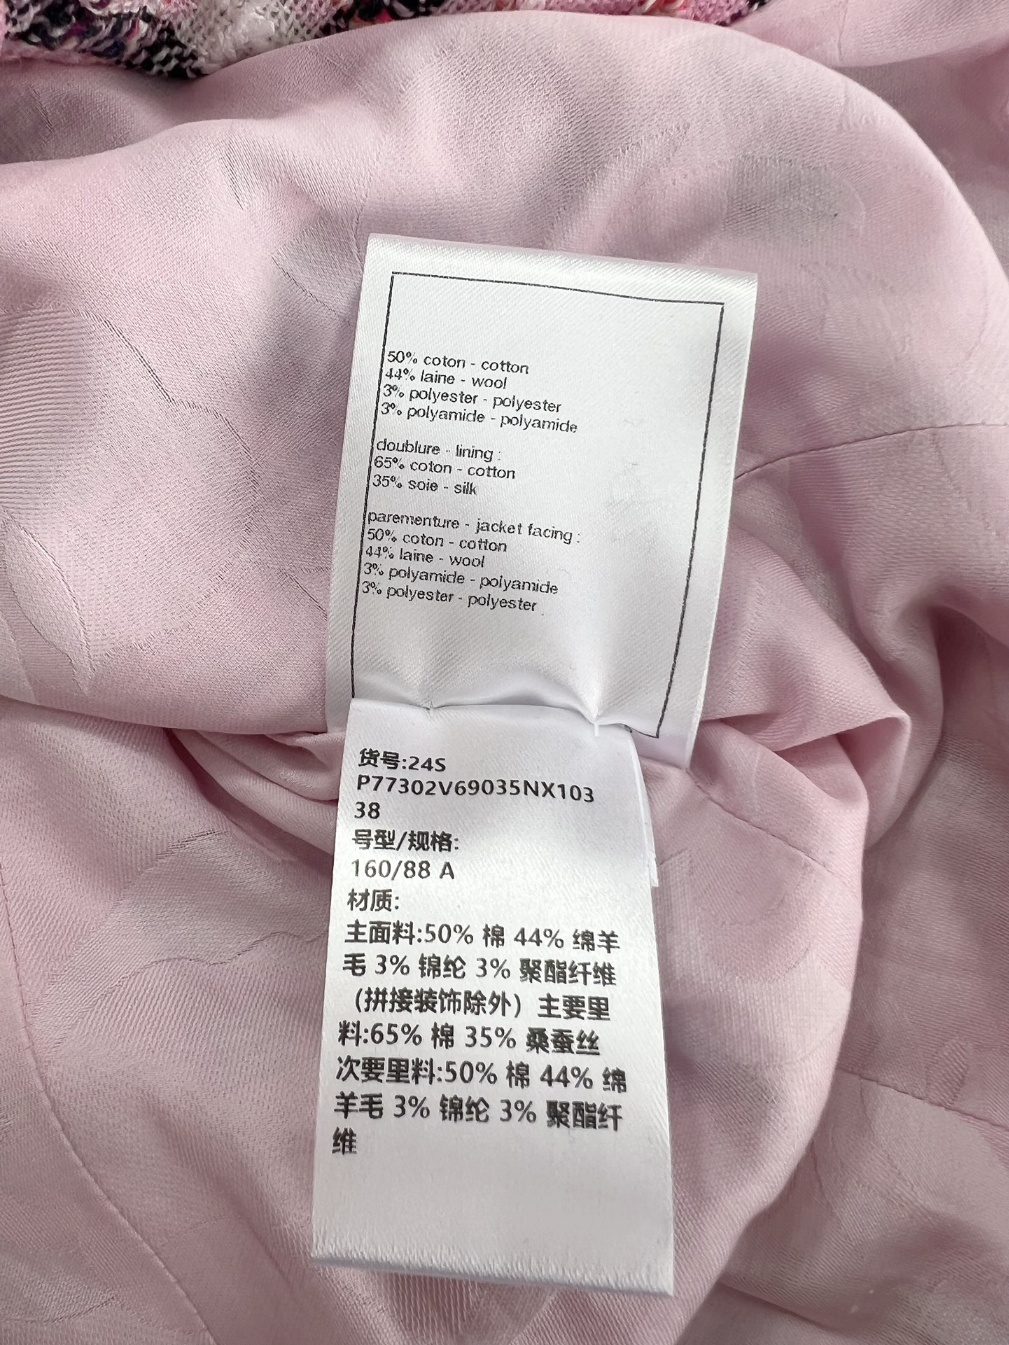 50% coton - cotton
44% laine - wool
3% polyester - polyester
3% polyamide - polyamide
doublure - lining :
65% coton - cotton
35% soie - silk
parementure - jacket facing :
50% coton - cotton
44% laine - wool
3% polyamide - polyamide
3% polyester - polyester
货号:24S
P77302V69035NX103
38
号型/规格:
160/88 A
材质:
主面料:50% 棉 44% 绵羊
毛 3% 锦纶 3% 聚酯纤维
（拼接装饰除外）主要里
料:65% 棉 35% 桑蚕丝
次要里料:50% 棉 44% 绵
羊毛 3% 锦纶 3% 聚酯纤
维